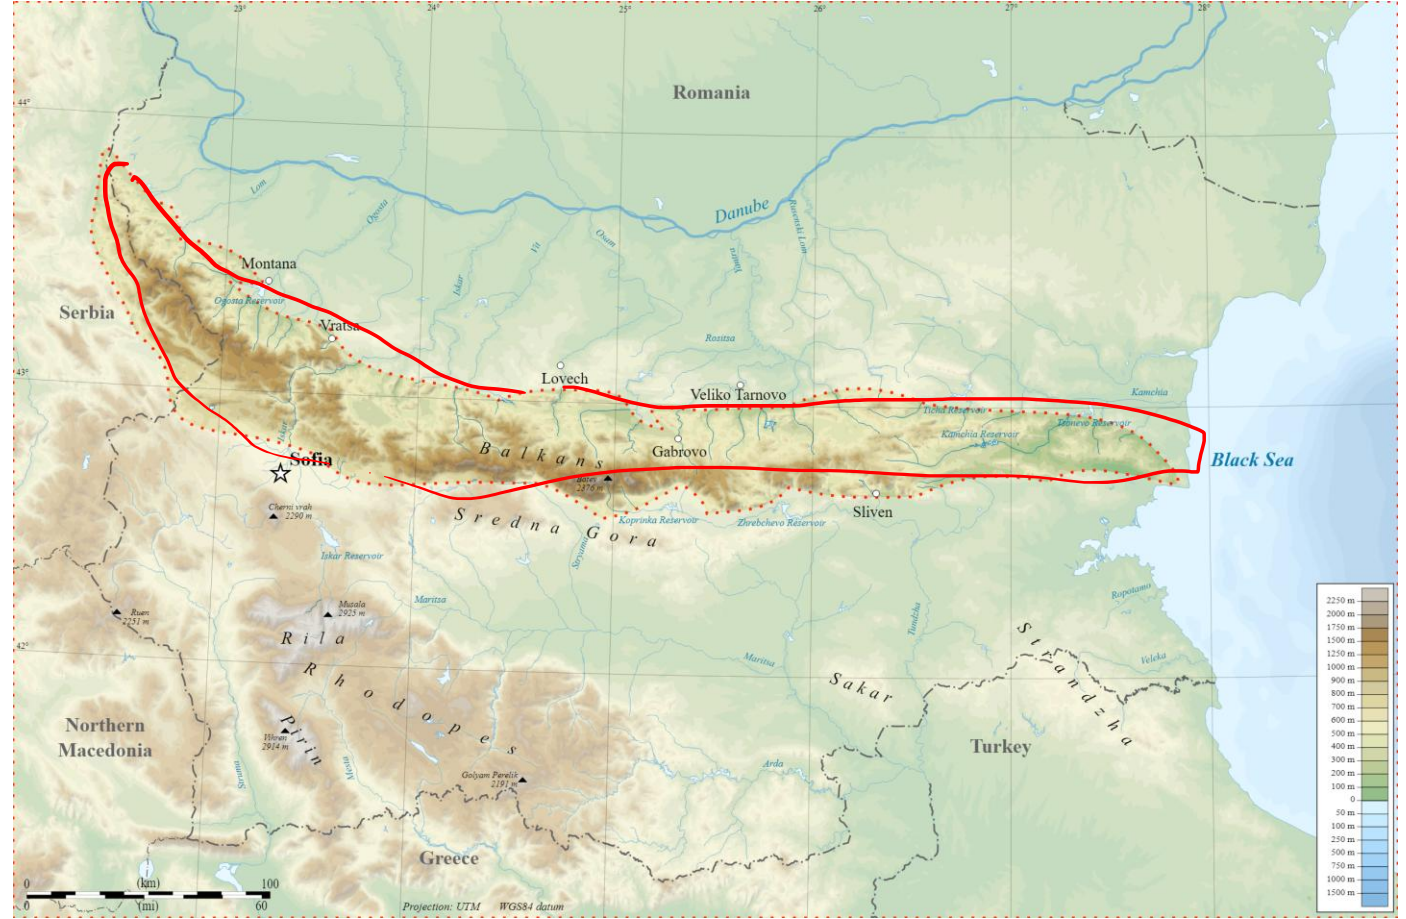 23°
24°
25°
26°
27°
28°
44°
Romania
Danube
Rusenski Lom
Lom
Ogosta
Vit
Osam
Iskar
Yantra
Montana
Ogosta Reservoir
Serbia
Vratsa
Rositsa
43°
Lovech
Veliko Tarnovo
Kamchia
Ticha Reservoir
Tsonevo Reservoir
Kamchia Reservoir
Iskar
Balkans
Gabrovo
Sofia
Black Sea
Botev
2376 m
Cherni vrah
2290 m
Sredna Gora
Koprinka Reservoir
Zhrebchevo Reservoir
Sliven
Iskar Reservoir
Stryama
Ruen
2251 m
Musala
2925 m
Maritsa
Ropotamo
Tundzha
Rila
42°
Strandzha
Veleka
Maritsa
Rhodopes
Sakar
Northern
Macedonia
Pirin
Vihren
2914 m
Struma
Mesta
Golyam Perelik
2191 m
Arda
Turkey
Greece
2250 m
2000 m
1750 m
1500 m
1250 m
1000 m
900 m
800 m
700 m
600 m
500 m
400 m
300 m
200 m
100 m
0
50 m
100 m
250 m
500 m
750 m
1000 m
1500 m
0 (km) 100
0 (mi) 60
Projection: UTM WGS84 datum